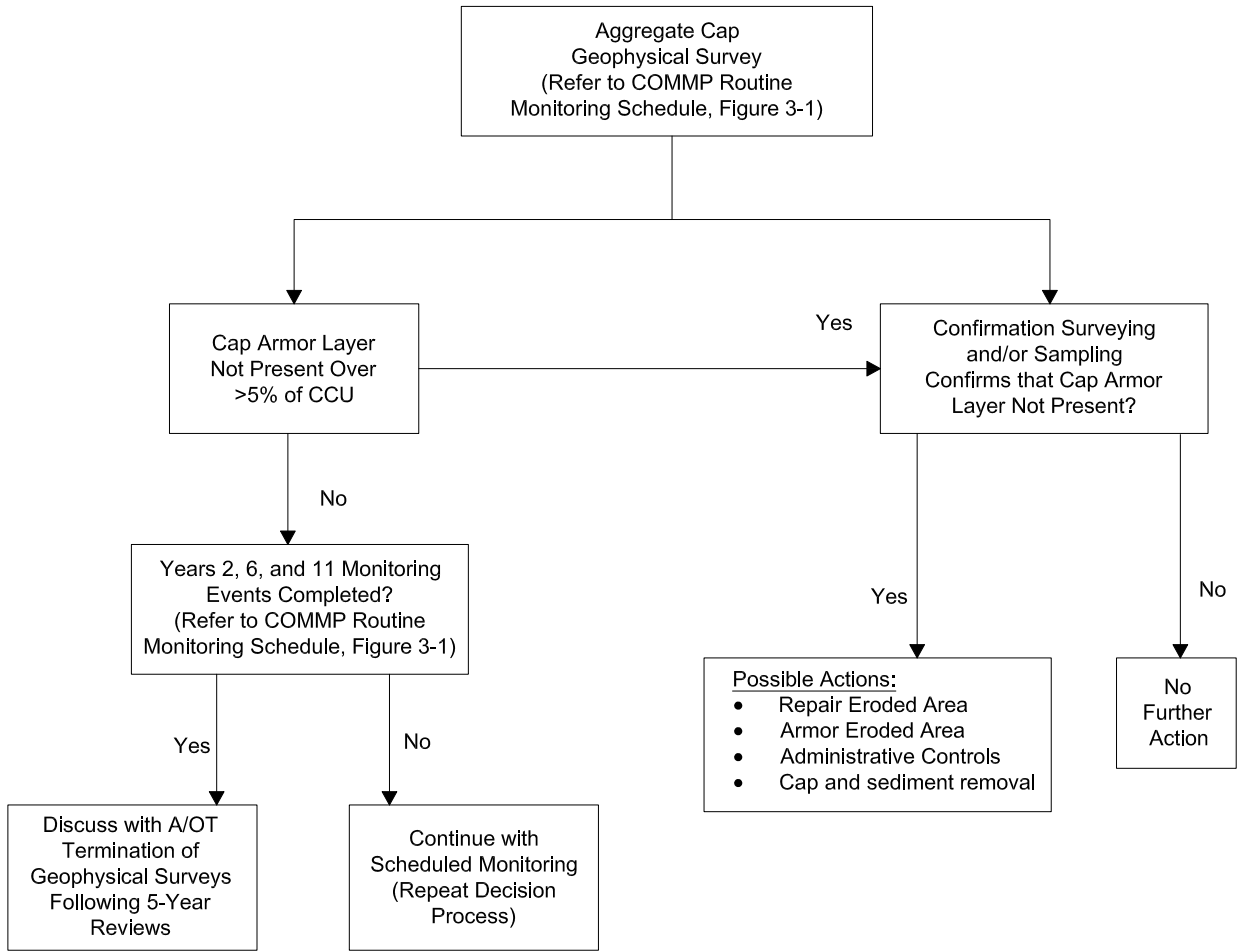 Aggregate Cap
Geophysical Survey
(Refer to COMMP Routine
Monitoring Schedule, Figure 3-1)
Cap Armor Layer
Not Present Over
>5% of CCU
Yes
Confirmation Surveying
and/or Sampling
Confirms that Cap Armor
Layer Not Present?
No
Years 2, 6, and 11 Monitoring
Events Completed?
(Refer to COMMP Routine
Monitoring Schedule, Figure 3-1)
Yes
No
Possible Actions:
• Repair Eroded Area
• Armor Eroded Area
• Administrative Controls
• Cap and sediment removal
No
Further
Action
Yes
No
Discuss with A/OT
Termination of
Geophysical Surveys
Following 5-Year
Reviews
Continue with
Scheduled Monitoring
(Repeat Decision
Process)